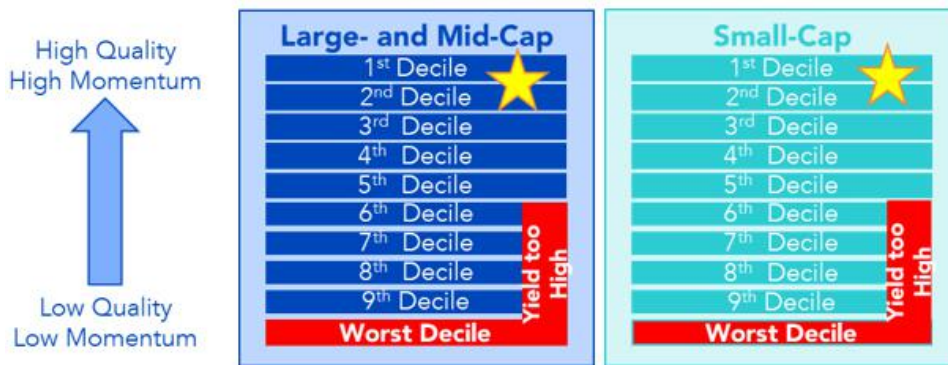 High Quality
High Momentum
Low Quality
Low Momentum
Large- and Mid-Cap
1st Decile
2nd Decile
3rd Decile
4th Decile
5th Decile
6th Decile
7th Decile
8th Decile
9th Decile
Worst Decile
Yield too
High
Small-Cap
1st Decile
2nd Decile
3rd Decile
4th Decile
5th Decile
6th Decile
7th Decile
8th Decile
9th Decile
Worst Decile
Yield too
High